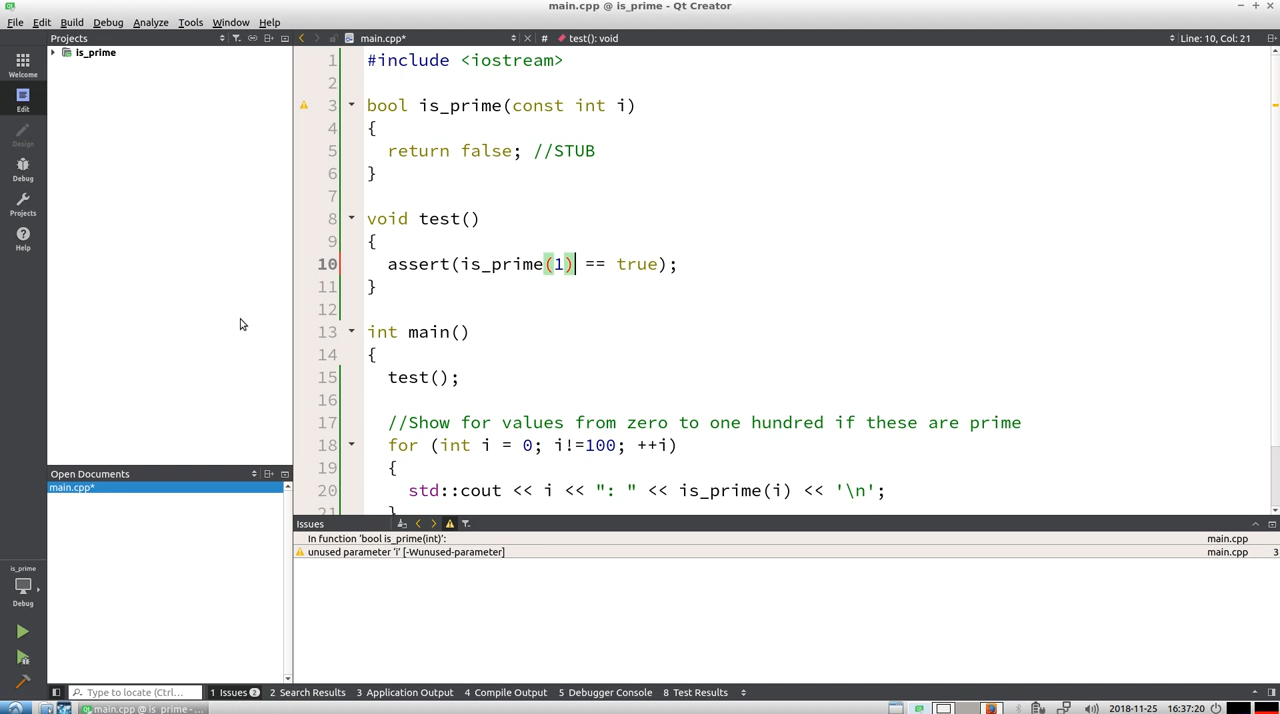 main.cpp @ is_prime - Qt Creator
File Edit Build Debug Analyze Tools Window Help
Projects
main.cpp*
# test(): void
Line: 10, Col: 21
is_prime
Welcome
Edit
Design
Debug
Projects
Help
1 #include <iostream>
2
3 bool is_prime(const int i)
4 {
5 return false; //STUB
6 }
7
8 void test()
9 {
10 assert(is_prime(1) == true);
11 }
12
13 int main()
14 {
15 test();
16
17 //Show for values from zero to one hundred if these are prime
18 for (int i = 0; i!=100; ++i)
19 {
20 std::cout << i << ": " << is_prime(i) << '\n';
21 }
Open Documents
main.cpp*
Issues
In function 'bool is_prime(int)': main.cpp
unused parameter 'i' [-Wunused-parameter] main.cpp 3
is_prime
Debug
Type to locate (Ctrl...
1 Issues 2
2 Search Results
3 Application Output
4 Compile Output
5 Debugger Console
8 Test Results
main.cpp @ is_prime - ...
2018-11-25 16:37:20